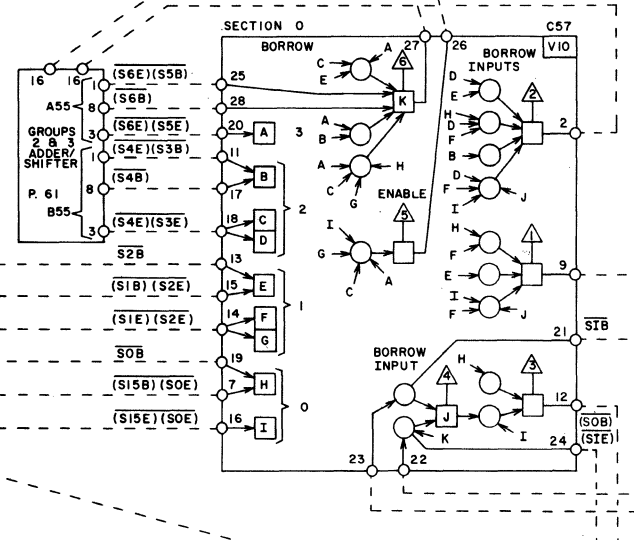 SECTION 0
C57
V10
BORROW
27
26
A
C
E
6
K
BORROW
INPUTS
D
E
2
H
D
F
B
D
F
I
J
2
16
16
(S6E)(S5B)
25
1
A55
(S6B)
28
8
(S6E)(S5E)
20
A
3
3
A
B
GROUPS
2 & 3
ADDER/
SHIFTER
(S4E)(S3B)
11
1
B
P. 61
(S4B)
17
8
A
C
G
H
B55
(S4E)(S3E)
18
3
C
D
2
ENABLE
5
I
G
C
A
S2B
13
E
(S1B)(S2E)
15
(S1E)(S2E)
14
F
G
1
H
F
E
I
F
J
1
9
S0B
19
H
(S15B)(S0E)
7
(S15E)(S0E)
16
I
0
BORROW
INPUT
4
J
K
H
3
I
21
SIB
12
(SOB)
(SIE)
24
23
22